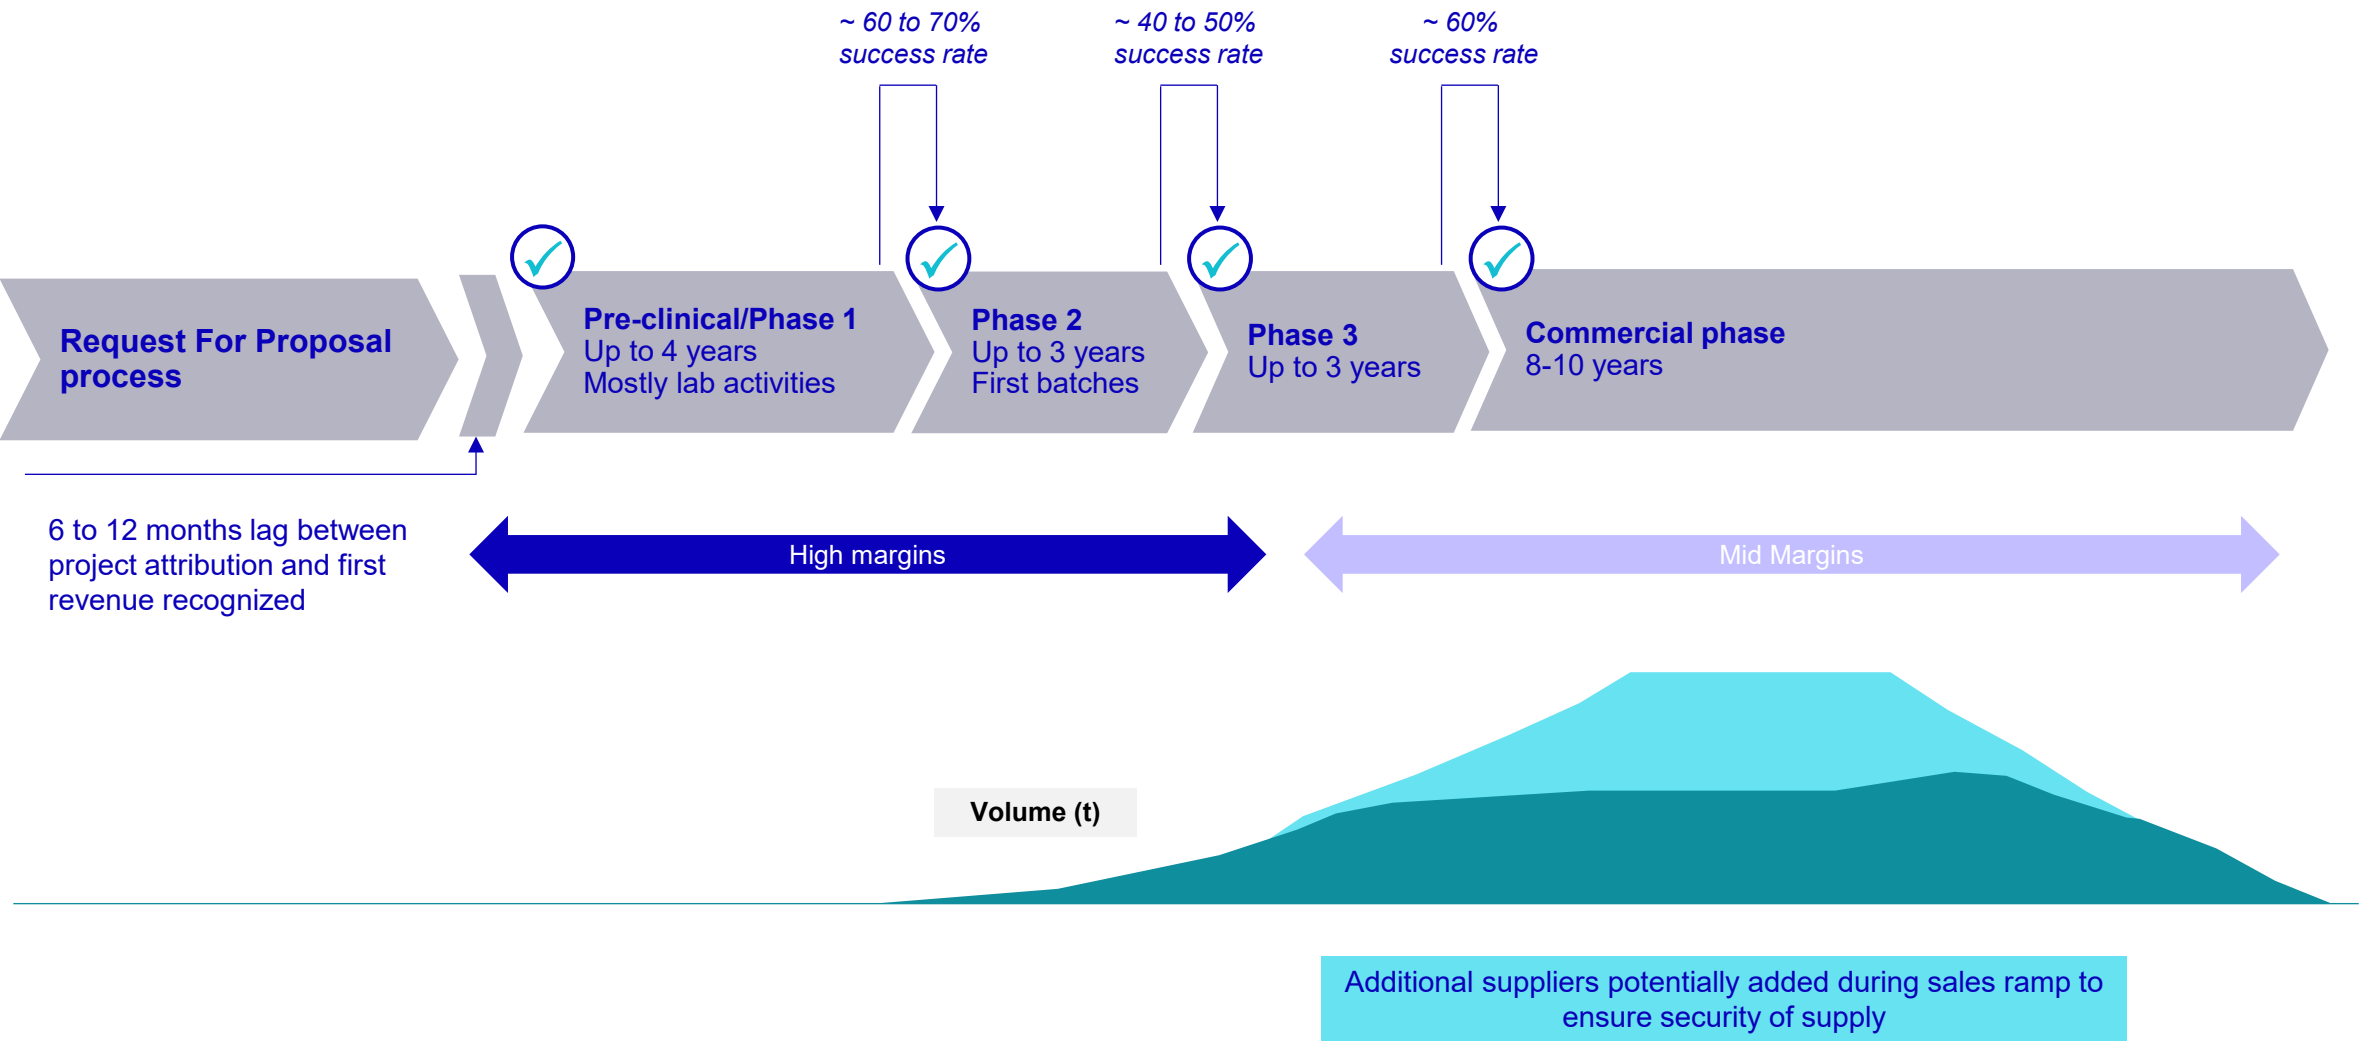 ~ 60 to 70%
success rate
~ 40 to 50%
success rate
~ 60%
success rate
Request For Proposal
process
Pre-clinical/Phase 1
Up to 4 years
Mostly lab activities
Phase 2
Up to 3 years
First batches
Phase 3
Up to 3 years
Commercial phase
8-10 years
6 to 12 months lag between
project attribution and first
revenue recognized
High margins
Mid Margins
Volume (t)
Additional suppliers potentially added during sales ramp to
ensure security of supply